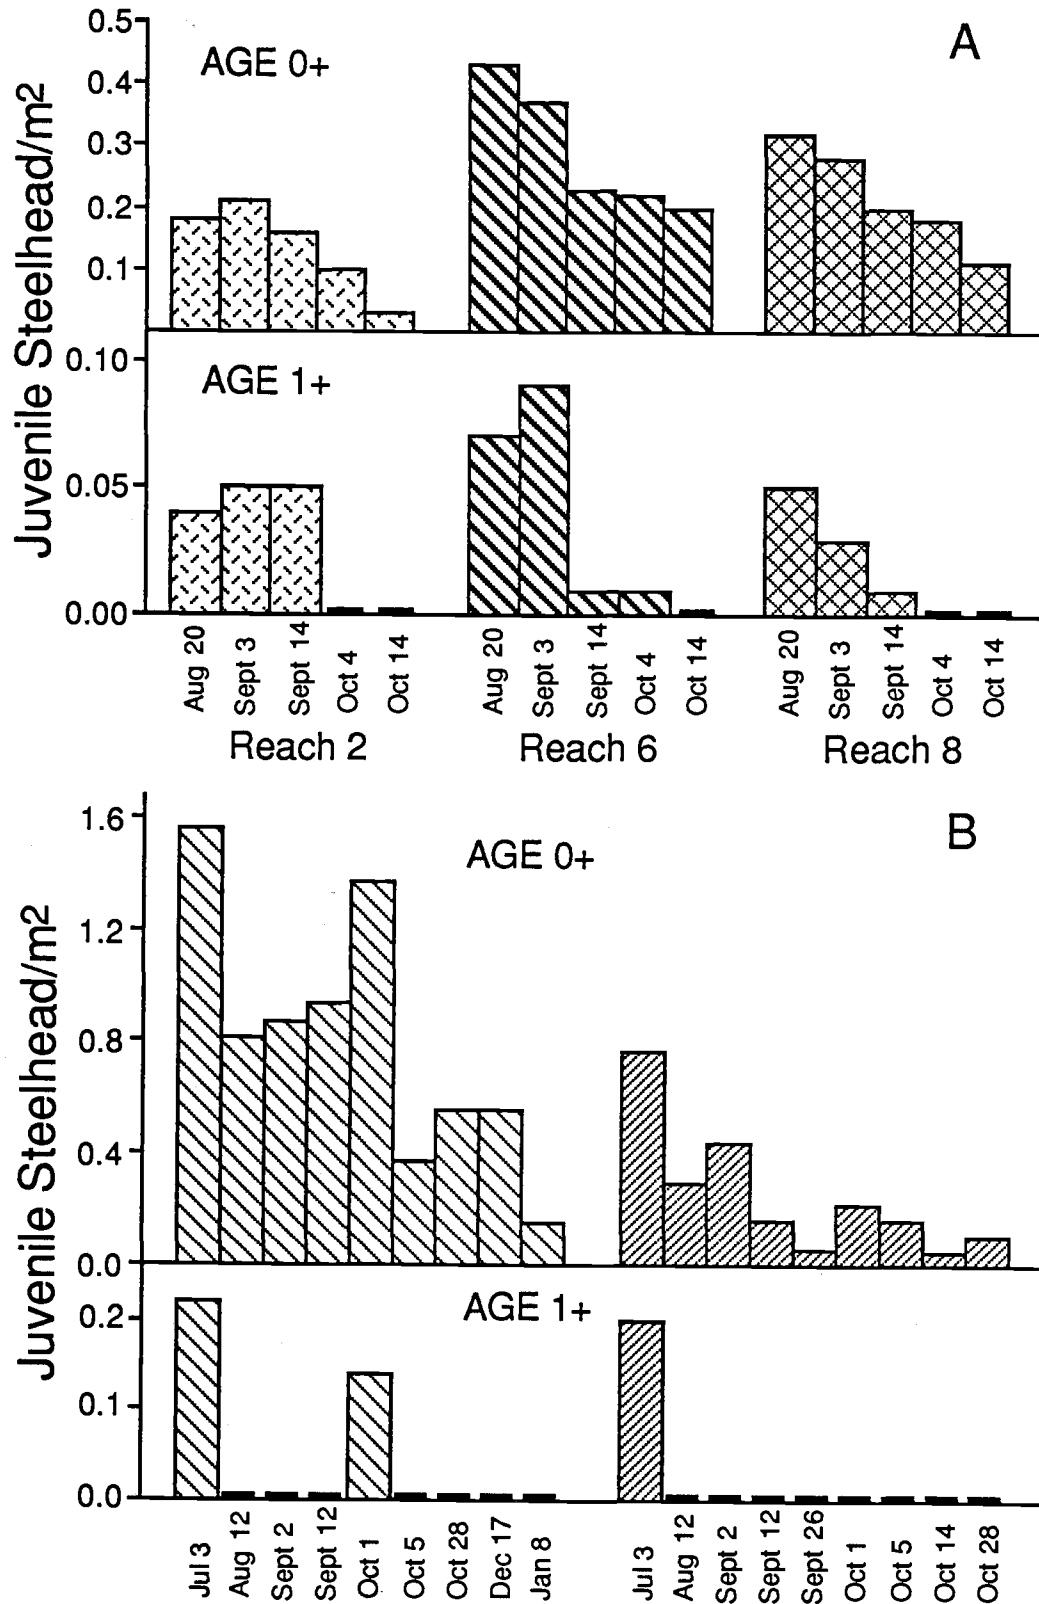 A
AGE 0+
Juvenile Steelhead/m2
0.5
0.4
0.3
0.2
0.1
AGE 1+
0.10
0.05
0.00
Aug 20
Sept 3
Sept 14
Oct 4
Oct 14
Aug 20
Sept 3
Sept 14
Oct 4
Oct 14
Aug 20
Sept 3
Sept 14
Oct 4
Oct 14
Reach 2
Reach 6
Reach 8
B
AGE 0+
Juvenile Steelhead/m2
1.6
1.2
0.8
0.4
0.0
AGE 1+
0.2
0.1
0.0
Jul 3
Aug 12
Sept 2
Sept 12
Oct 1
Oct 5
Oct 28
Dec 17
Jan 8
Jul 3
Aug 12
Sept 2
Sept 12
Sept 26
Oct 1
Oct 5
Oct 14
Oct 28